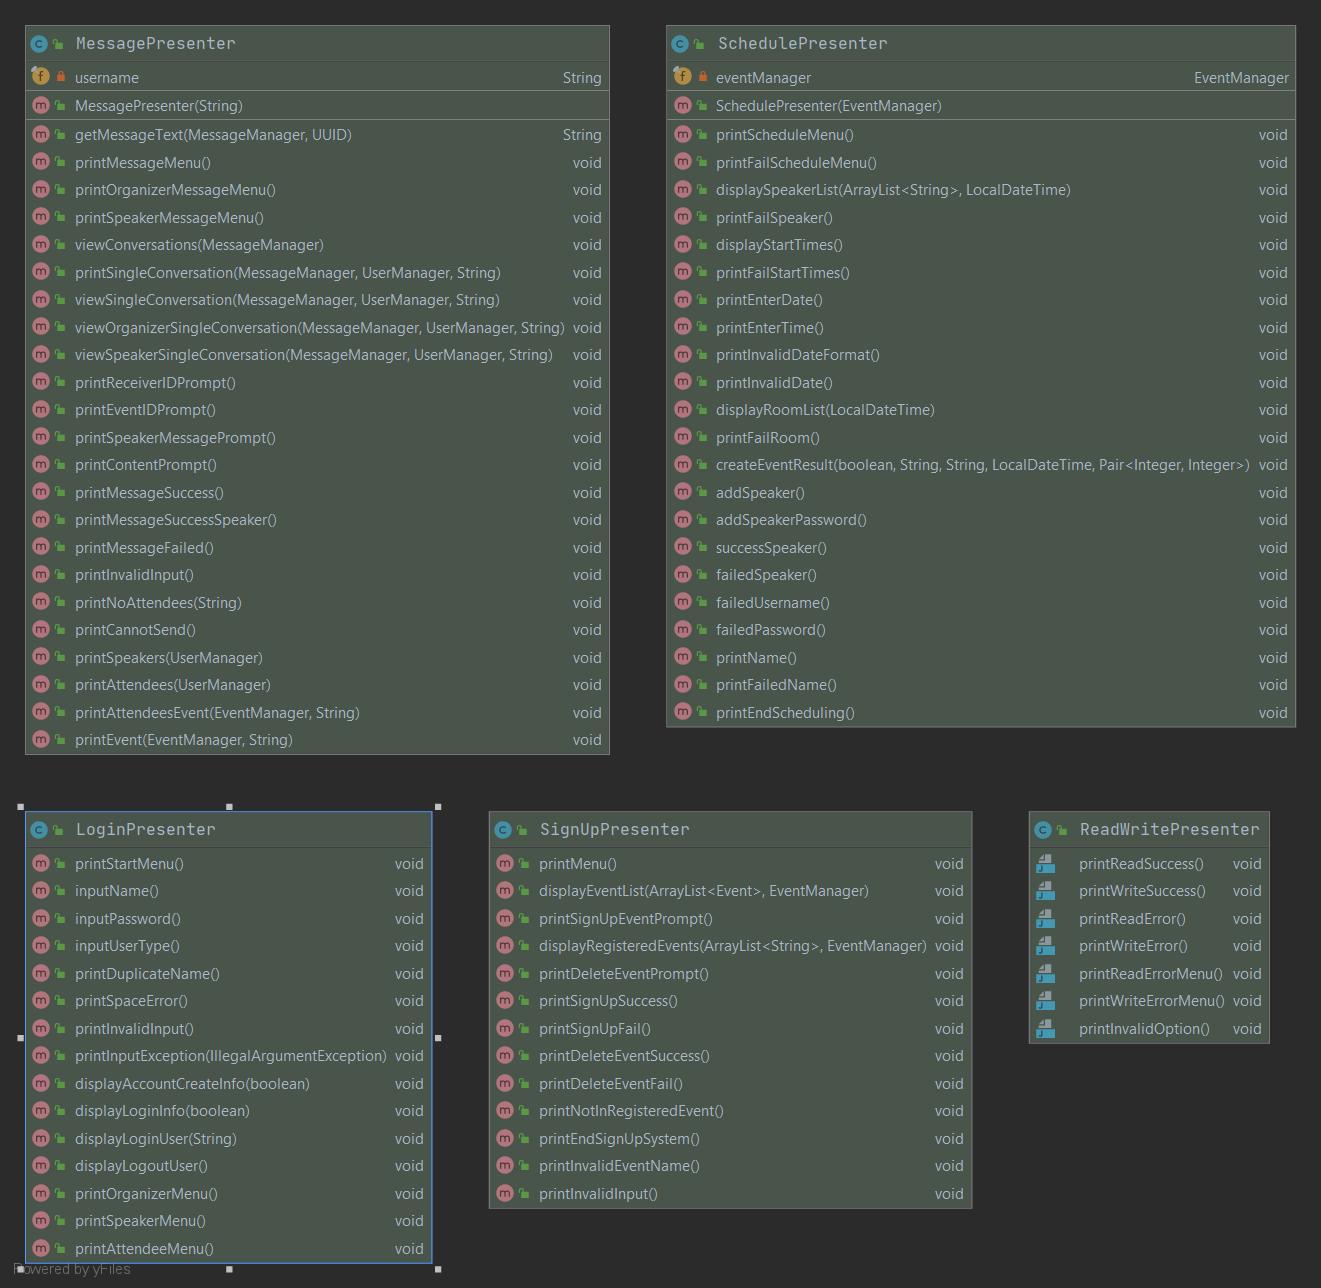 MessagePresenter
username String
MessagePresenter(String)
getMessageText(MessageManager, UUID) String
printMessageMenu() void
printOrganizerMessageMenu() void
printSpeakerMessageMenu() void
viewConversations(MessageManager) void
printSingleConversation(MessageManager, UserManager, String) void
viewSingleConversation(MessageManager, UserManager, String) void
viewOrganizerSingleConversation(MessageManager, UserManager, String) void
viewSpeakerSingleConversation(MessageManager, UserManager, String) void
printReceiverIDPrompt() void
printEventIDPrompt() void
printSpeakerMessagePrompt() void
printContentPrompt() void
printMessageSuccess() void
printMessageSuccessSpeaker() void
printMessageFailed() void
printInvalidInput() void
printNoAttendees(String) void
printCannotSend() void
printSpeakers(UserManager) void
printAttendees(UserManager) void
printAttendeesEvent(EventManager, String) void
printEvent(EventManager, String) void
SchedulePresenter
eventManager EventManager
SchedulePresenter(EventManager)
printScheduleMenu() void
printFailScheduleMenu() void
displaySpeakerList(ArrayList<String>, LocalDateTime) void
printFailSpeaker() void
displayStartTimes() void
printFailStartTimes() void
printEnterDate() void
printEnterTime() void
printInvalidDateFormat() void
printInvalidDate() void
displayRoomList(LocalDateTime) void
printFailRoom() void
createEventResult(boolean, String, String, LocalDateTime, Pair<Integer, Integer>) void
addSpeaker() void
addSpeakerPassword() void
successSpeaker() void
failedSpeaker() void
failedUsername() void
failedPassword() void
printName() void
printFailedName() void
printEndScheduling() void
LoginPresenter
printStartMenu() void
inputName() void
inputPassword() void
inputUserType() void
printDuplicateName() void
printSpaceError() void
printInvalidInput() void
printInputException(IllegalArgumentException) void
displayAccountCreateInfo(boolean) void
displayLoginInfo(boolean) void
displayLoginUser(String) void
displayLogoutUser() void
printOrganizerMenu() void
printSpeakerMenu() void
printAttendeeMenu() void
SignUpPresenter
printMenu() void
displayEventList(ArrayList<Event>, EventManager) void
printSignUpEventPrompt() void
displayRegisteredEvents(ArrayList<String>, EventManager) void
printDeleteEventPrompt() void
printSignUpSuccess() void
printSignUpFail() void
printDeleteEventSuccess() void
printDeleteEventFail() void
printNotInRegisteredEvent() void
printEndSignUpSystem() void
printInvalidEventName() void
printInvalidInput() void
ReadWritePresenter
printReadSuccess() void
printWriteSuccess() void
printReadError() void
printWriteError() void
printReadErrorMenu() void
printWriteErrorMenu() void
printInvalidOption() void
Powered by yFiles